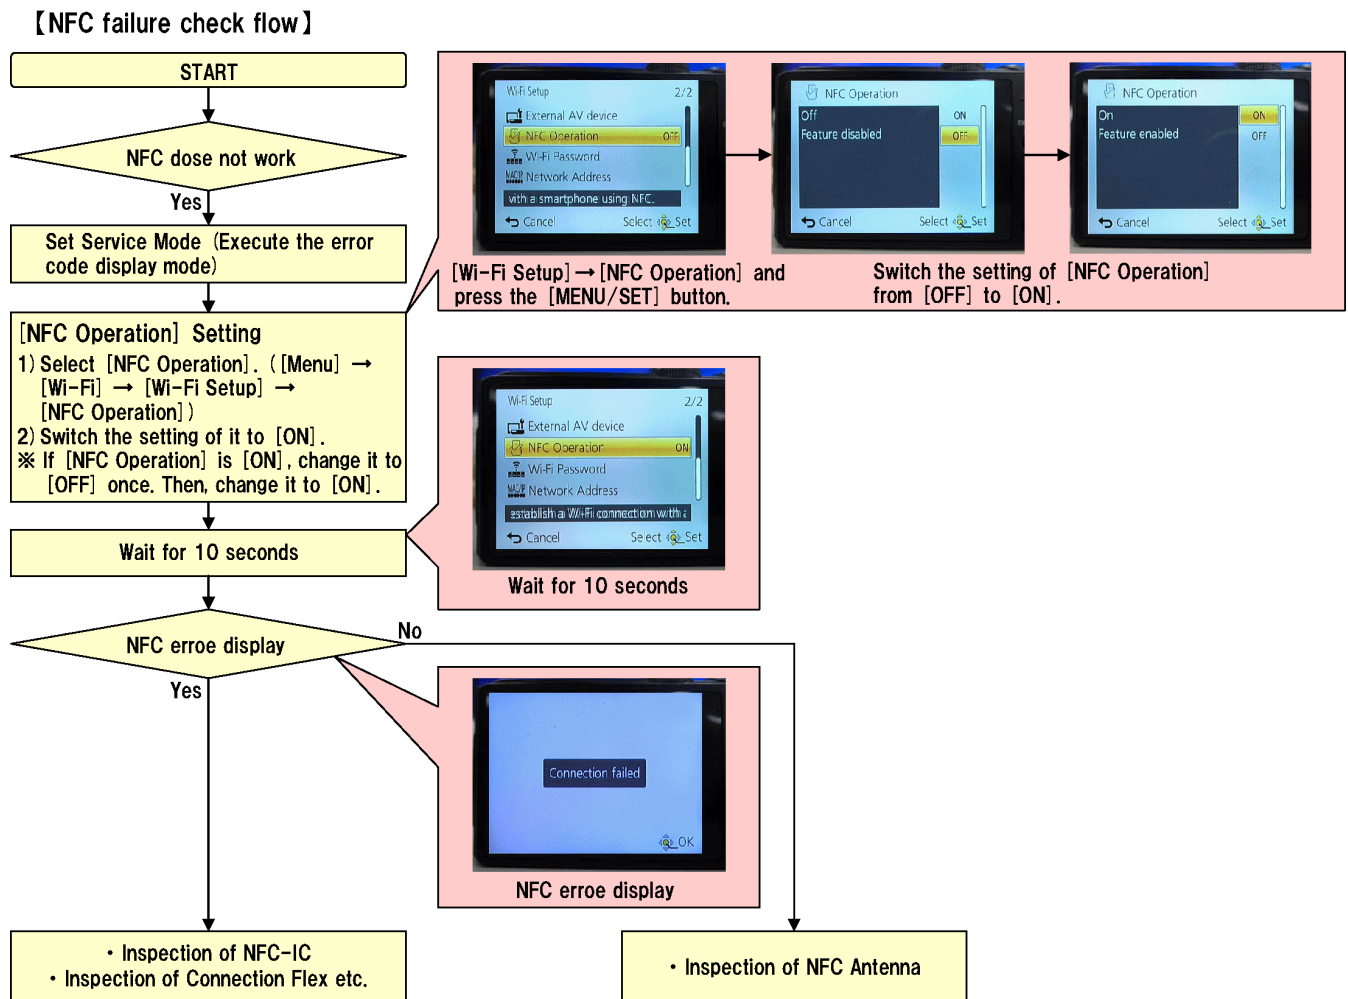 【NFC failure check flow】
START
NFC dose not work
Yes
Set Service Mode (Execute the error
code display mode)
[NFC Operation] Setting
1) Select [NFC Operation]. ([Menu] →
[Wi-Fi] → [Wi-Fi Setup] →
[NFC Operation])
2) Switch the setting of it to [ON].
※ If [NFC Operation] is [ON], change it to
[OFF] once. Then, change it to [ON].
Wi-Fi Setup 2/2
External AV device
NFC Operation OFF
Wi-Fi Password
MAC/IP Network Address
with a smartphone using NFC.
Cancel Select Set
NFC Operation
Off ON
Feature disabled OFF
Cancel Select Set
NFC Operation
On ON
Feature enabled OFF
Cancel Select Set
[Wi-Fi Setup]→[NFC Operation] and
press the [MENU/SET] button.
Switch the setting of [NFC Operation]
from [OFF] to [ON].
Wait for 10 seconds
Wi-Fi Setup 2/2
External AV device
NFC Operation ON
Wi-Fi Password
MAC/IP Network Address
establish a Wi-Fi connection with a
Cancel Select Set
Wait for 10 seconds
NFC erroe display
No
Yes
Connection failed
OK
NFC erroe display
・Inspection of NFC-IC
・Inspection of Connection Flex etc.
・Inspection of NFC Antenna